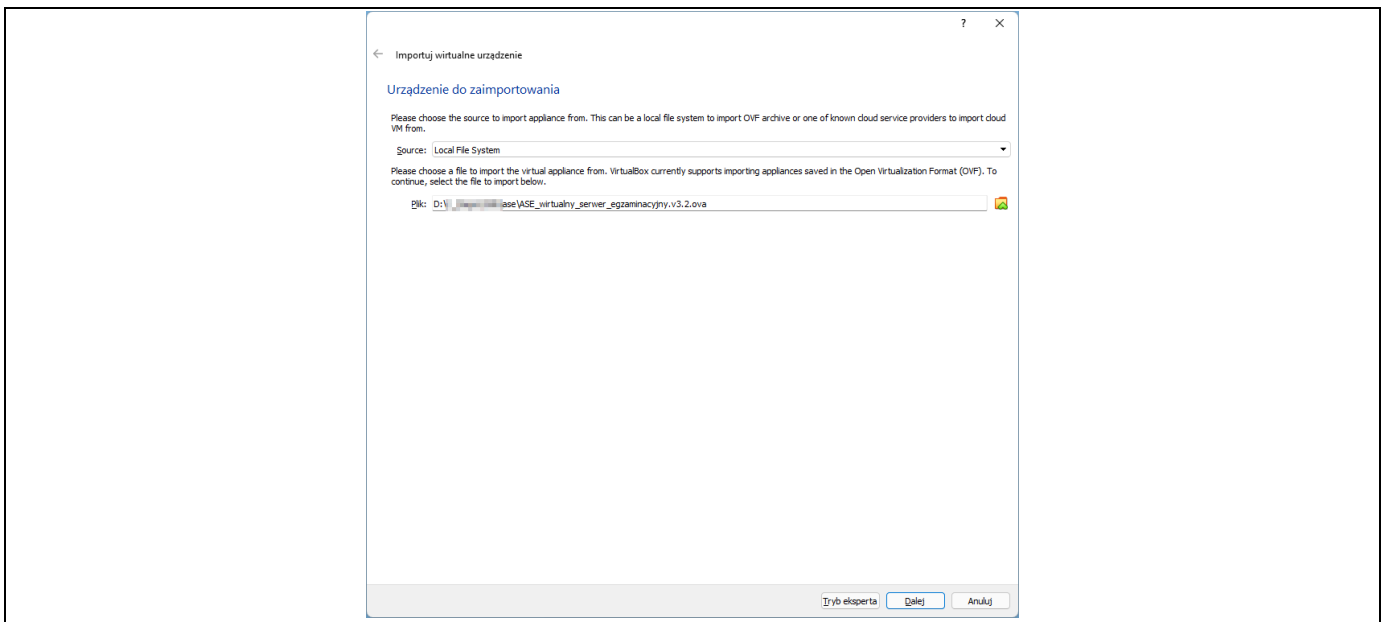 ?
Importuj wirtualne urządzenie
Urządzenie do zaimportowania
Please choose the source to import appliance from. This can be a local file system to import OVF archive or one of known cloud service providers to import cloud
VM from.
Source: Local File System
Please choose a file to import the virtual appliance from. VirtualBox currently supports importing appliances saved in the Open Virtualization Format (OVF). To
continue, select the file to import below.
Plik: D:\ ase\ASE_wirtualny_serwer_egzaminacyjny.v3.2.ova
Tryb eksperta Dalej Anuluj